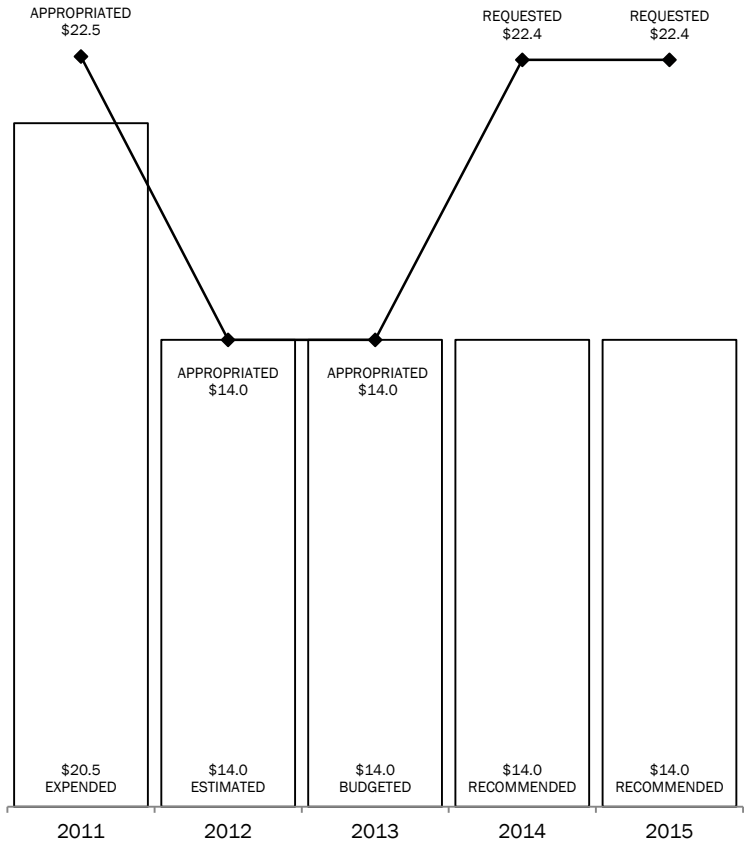 APPROPRIATED
$22.5
REQUESTED
$22.4
REQUESTED
$22.4
APPROPRIATED
$14.0
APPROPRIATED
$14.0
$20.5
EXPENDED
$14.0
ESTIMATED
$14.0
BUDGETED
$14.0
RECOMMENDED
$14.0
RECOMMENDED
2011
2012
2013
2014
2015